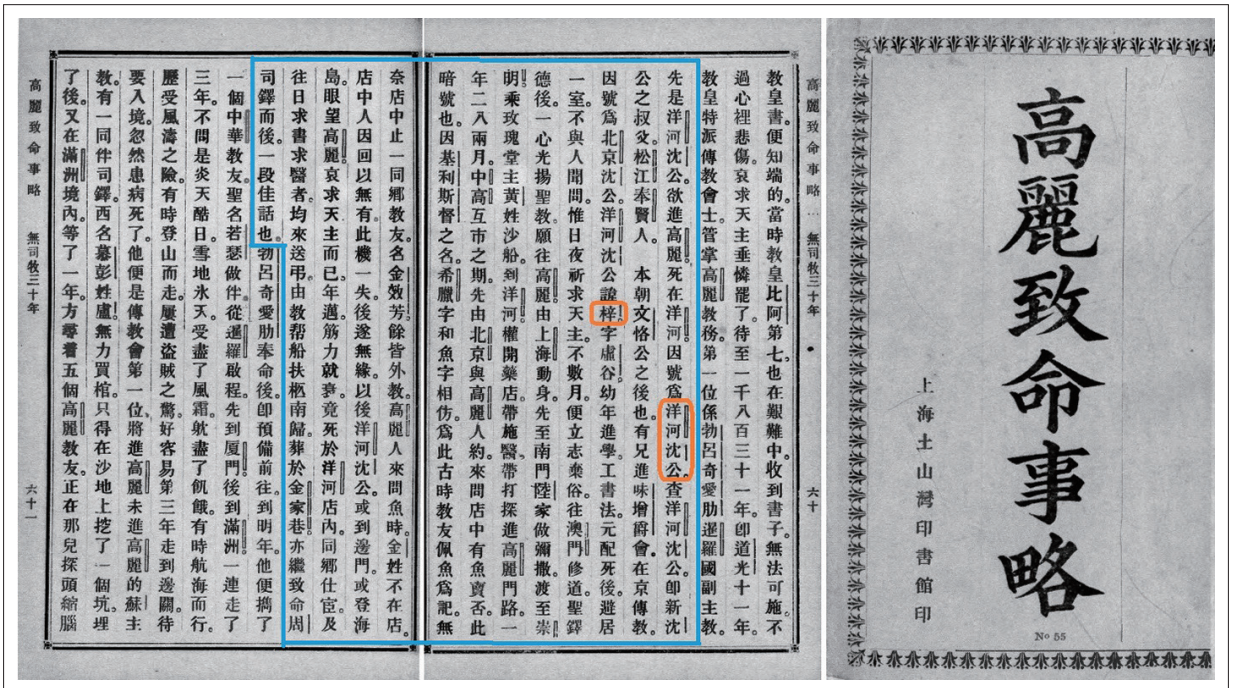 高麗致命事略
上海土山灣印書館印
No 55
高麗致命事略 … 無司牧三十年 六十
教皇書。便知端的。當時教皇比阿第七也在艱難中。收到書子。無法可施。不
過心裡悲傷。哀求天主垂憐罷了。待至一千八百三十一年。卽道光十一年。
教皇特派傳教會士。管掌高麗教務。第一位係勃呂奇愛肋暹羅國副主教。
先是洋河沈公。欲進高麗。死在洋河。因號爲洋河沈公。查洋河沈公。卽新沈
公之叔父。松江奉賢人。 本朝文恪公之後也。有兄進味增爵會。在京傳教。
因號爲北京沈公。洋河沈公諱梓。字虛谷。幼年進學。工書法。元配死後。避居
一室。不與人聞問。惟日夜祈求天主。不數月。便立志棄俗。往澳門修道。聖鐸
德後。一心光揚聖教。願往高麗。由上海動身。先至南門陸家做彌撒。渡至崇
明。乘玫瑰堂主黃姓沙船。到洋河。權開藥店。帶施醫。帶打探進高麗門路。一
年二八兩月。中高互市之期。先由北京與高麗人約。來問店中有魚賣否。此
暗號也。因基利斯督之名。希臘字和魚字相仿。爲此古時教友佩魚爲記。無
奈店中止一同鄉教友。名金效芳。餘皆外教。高麗人來問魚時。金姓不在店。
店中人因回以無有。此機一失。後遂無緣。以後洋河沈公。或到邊門。或登海
島。眼望高麗。哀求天主而已。年邁筋力就衰。竟死於洋河店內。同鄉仕宦。及
往日求書求醫者。均來送弔。由教帮船扶柩南歸。葬於金家巷。亦繼致命周
司鐸而後。一段佳話也。勃呂奇愛肋奉命後。卽預備前往。到明年。他便擕了
一個中華教友。聖名若瑟做伴。從暹羅啟程。先到厦門。後到滿洲。一連走了
三年。不問是炎天酷日。雪地氷天。受盡了風霜。躭盡了飢餓。有時航海而行。
歷受風濤之險。有時登山而走。屢遭盜賊之驚。好容易第三年走到邊關。待
要入境。忽然患病死了。他便是傳教會第一位將進高麗未進高麗的蘇主
教。有一同伴司鐸。西名慕彭。姓盧。無力買棺。只得在沙地上挖了一個坑。埋
了後。又在滿洲境內。等了一年。方尋着五個高麗教友。正在那兒探頭縮腦
高麗致命事略 無司牧三十年 六十一